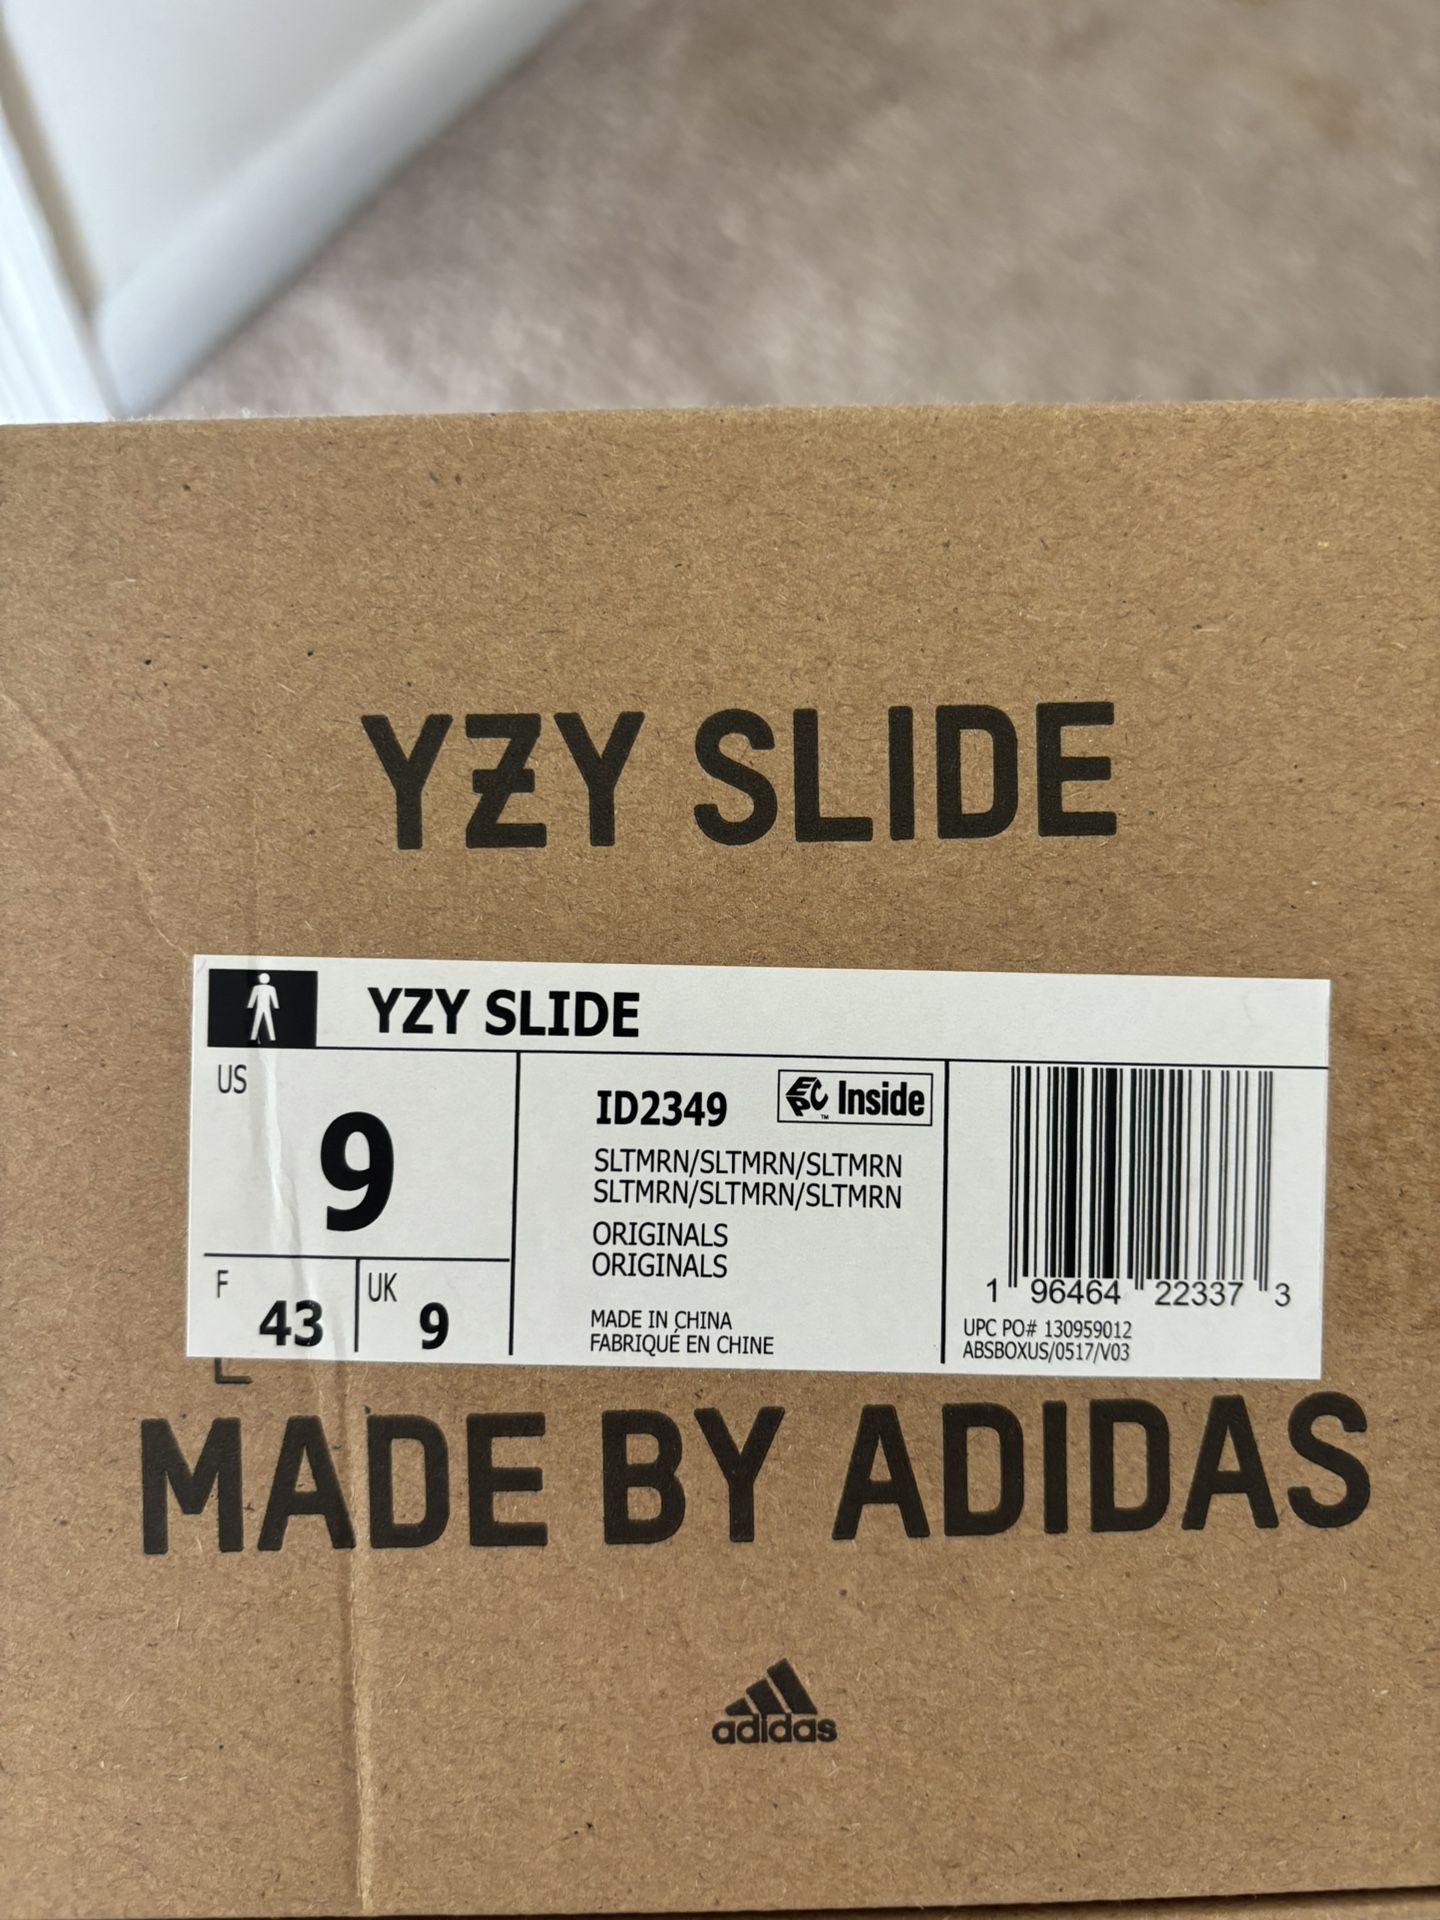 YZY SLIDE
YZY SLIDE
US
9
F
43
UK
9
ID2349
EPC Inside
TM
SLTMRN/SLTMRN/SLTMRN
SLTMRN/SLTMRN/SLTMRN
ORIGINALS
ORIGINALS
MADE IN CHINA
FABRIQUÉ EN CHINE
1 96464 22337 3
UPC PO# 130959012
ABSBOXUS/0517/V03
MADE BY ADIDAS
adidas